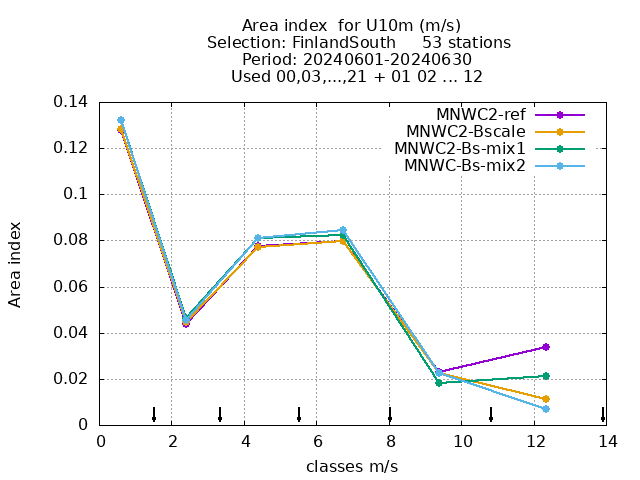 Area index  for U10m (m/s)
Selection: FinlandSouth     53 stations
Period: 20240601-20240630
Used 00,03,...,21 + 01 02 ... 12
MNWC2-ref
MNWC2-Bscale
MNWC2-Bs-mix1
MNWC-Bs-mix2
Area index
0.14
0.12
0.1
0.08
0.06
0.04
0.02
0
0 2 4 6 8 10 12 14
classes m/s